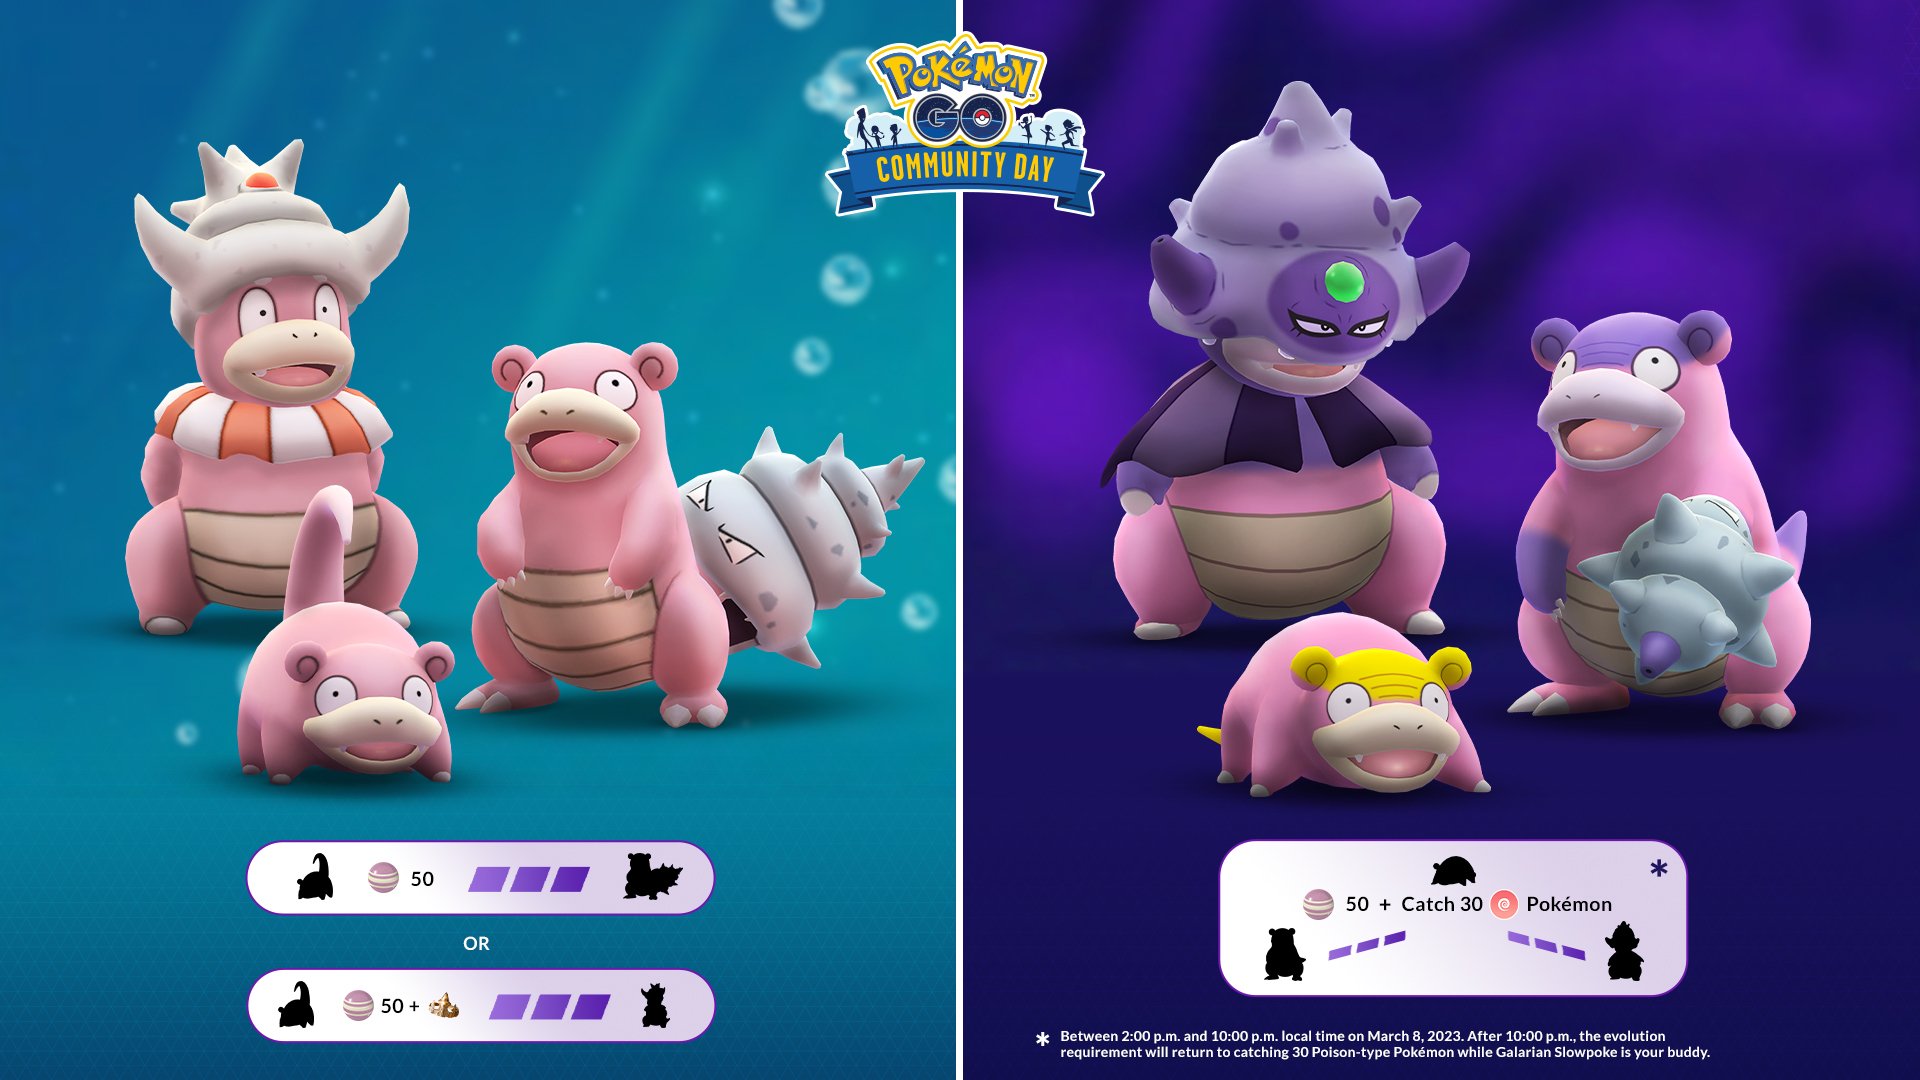 POKéMON
GO
COMMUNITY DAY
50
OR
50 +
*
50 + Catch 30 Pokémon
* Between 2:00 p.m. and 10:00 p.m. local time on March 8, 2023. After 10:00 p.m., the evolution
requirement will return to catching 30 Poison-type Pokémon while Galarian Slowpoke is your buddy.